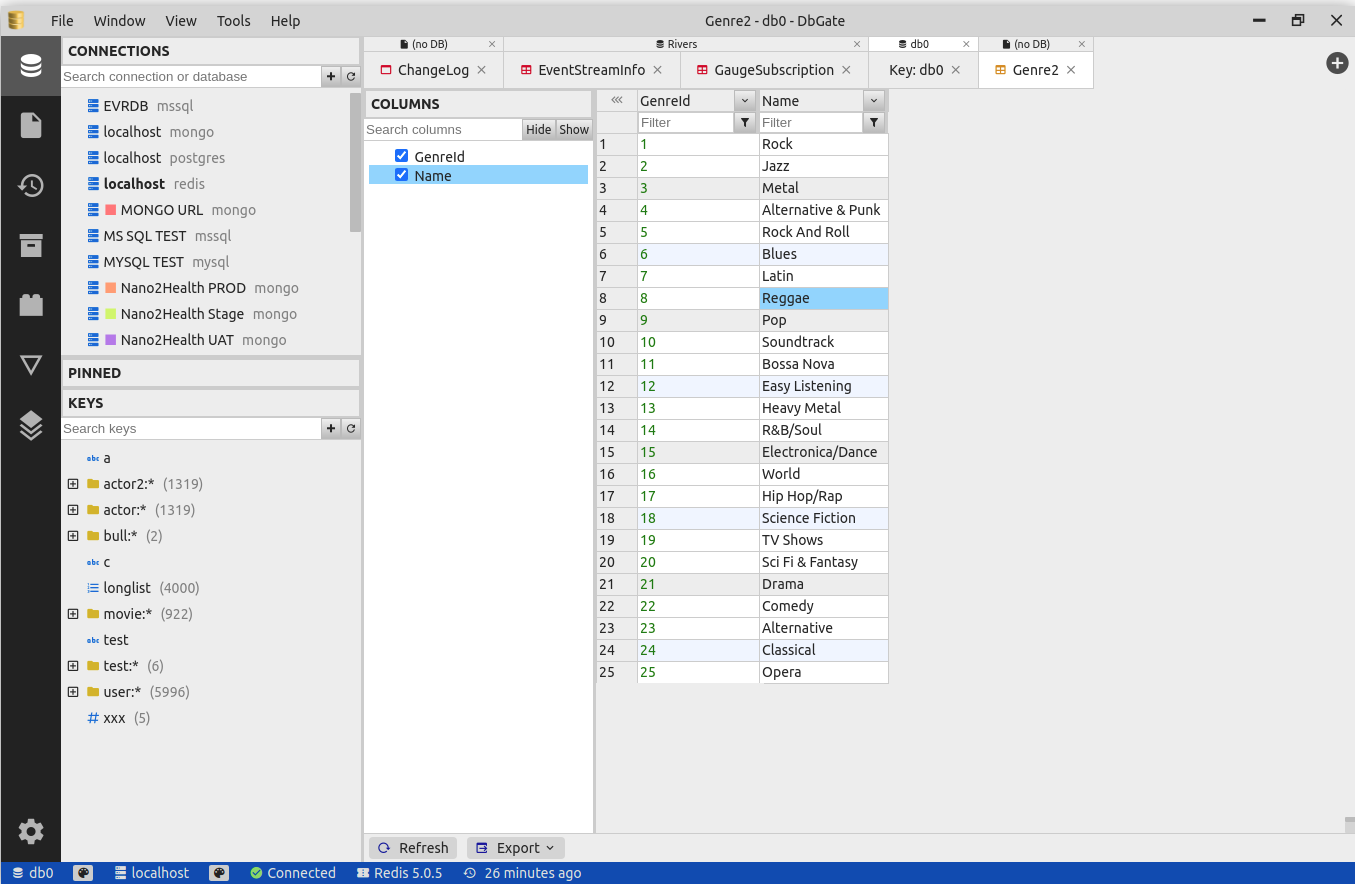 File Window View Tools Help
Genre2 - db0 - DbGate
CONNECTIONS
Search connection or database
EVRDB mssql
localhost mongo
localhost postgres
localhost redis
MONGO URL mongo
MS SQL TEST mssql
MYSQL TEST mysql
Nano2Health PROD mongo
Nano2Health Stage mongo
Nano2Health UAT mongo
PINNED
KEYS
Search keys
abc a
actor2:* (1319)
actor:* (1319)
bull:* (2)
abc c
longlist (4000)
movie:* (922)
abc test
test:* (6)
user:* (5996)
# xxx (5)
(no DB) Rivers db0 (no DB)
ChangeLog EventStreamInfo GaugeSubscription Key: db0 Genre2
COLUMNS
Search columns Hide Show
GenreId
Name
GenreId Name
Filter Filter
1 1 Rock
2 2 Jazz
3 3 Metal
4 4 Alternative & Punk
5 5 Rock And Roll
6 6 Blues
7 7 Latin
8 8 Reggae
9 9 Pop
10 10 Soundtrack
11 11 Bossa Nova
12 12 Easy Listening
13 13 Heavy Metal
14 14 R&B/Soul
15 15 Electronica/Dance
16 16 World
17 17 Hip Hop/Rap
18 18 Science Fiction
19 19 TV Shows
20 20 Sci Fi & Fantasy
21 21 Drama
22 22 Comedy
23 23 Alternative
24 24 Classical
25 25 Opera
Refresh Export
db0 localhost Connected Redis 5.0.5 26 minutes ago